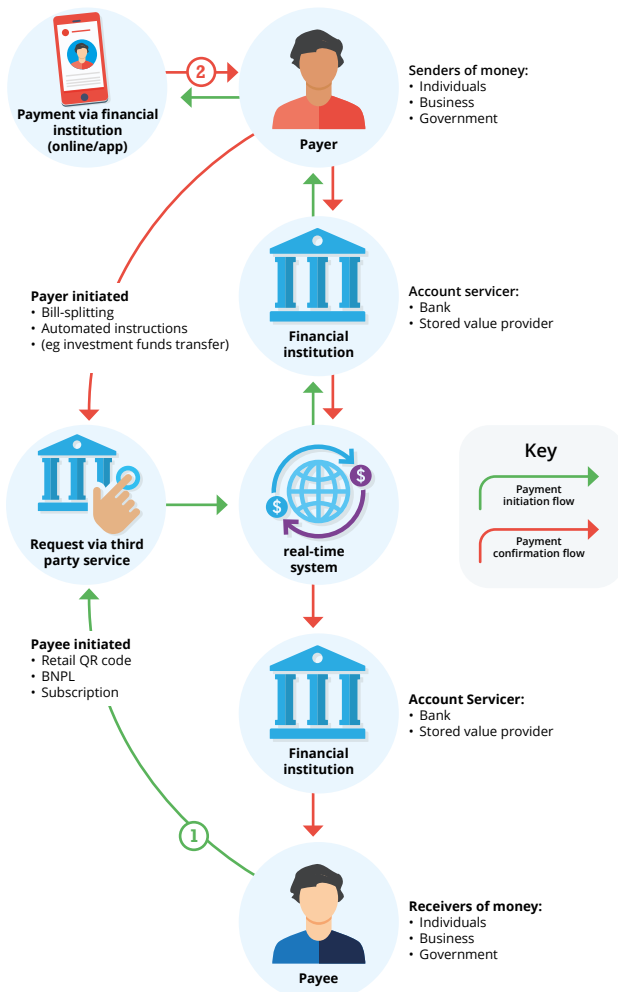 Payment via financial
institution
(online/app)
2
Payer
Senders of money:
• Individuals
• Business
• Government
Financial
institution
Account servicer:
• Bank
• Stored value provider
Payer initiated
• Bill-splitting
• Automated instructions
• (eg investment funds transfer)
Request via third
party service
$
$
real-time
system
Key
Payment
initiation flow
Payment
confirmation flow
Payee initiated
• Retail QR code
• BNPL
• Subscription
Financial
institution
Account Servicer:
• Bank
• Stored value provider
1
Payee
Receivers of money:
• Individuals
• Business
• Government